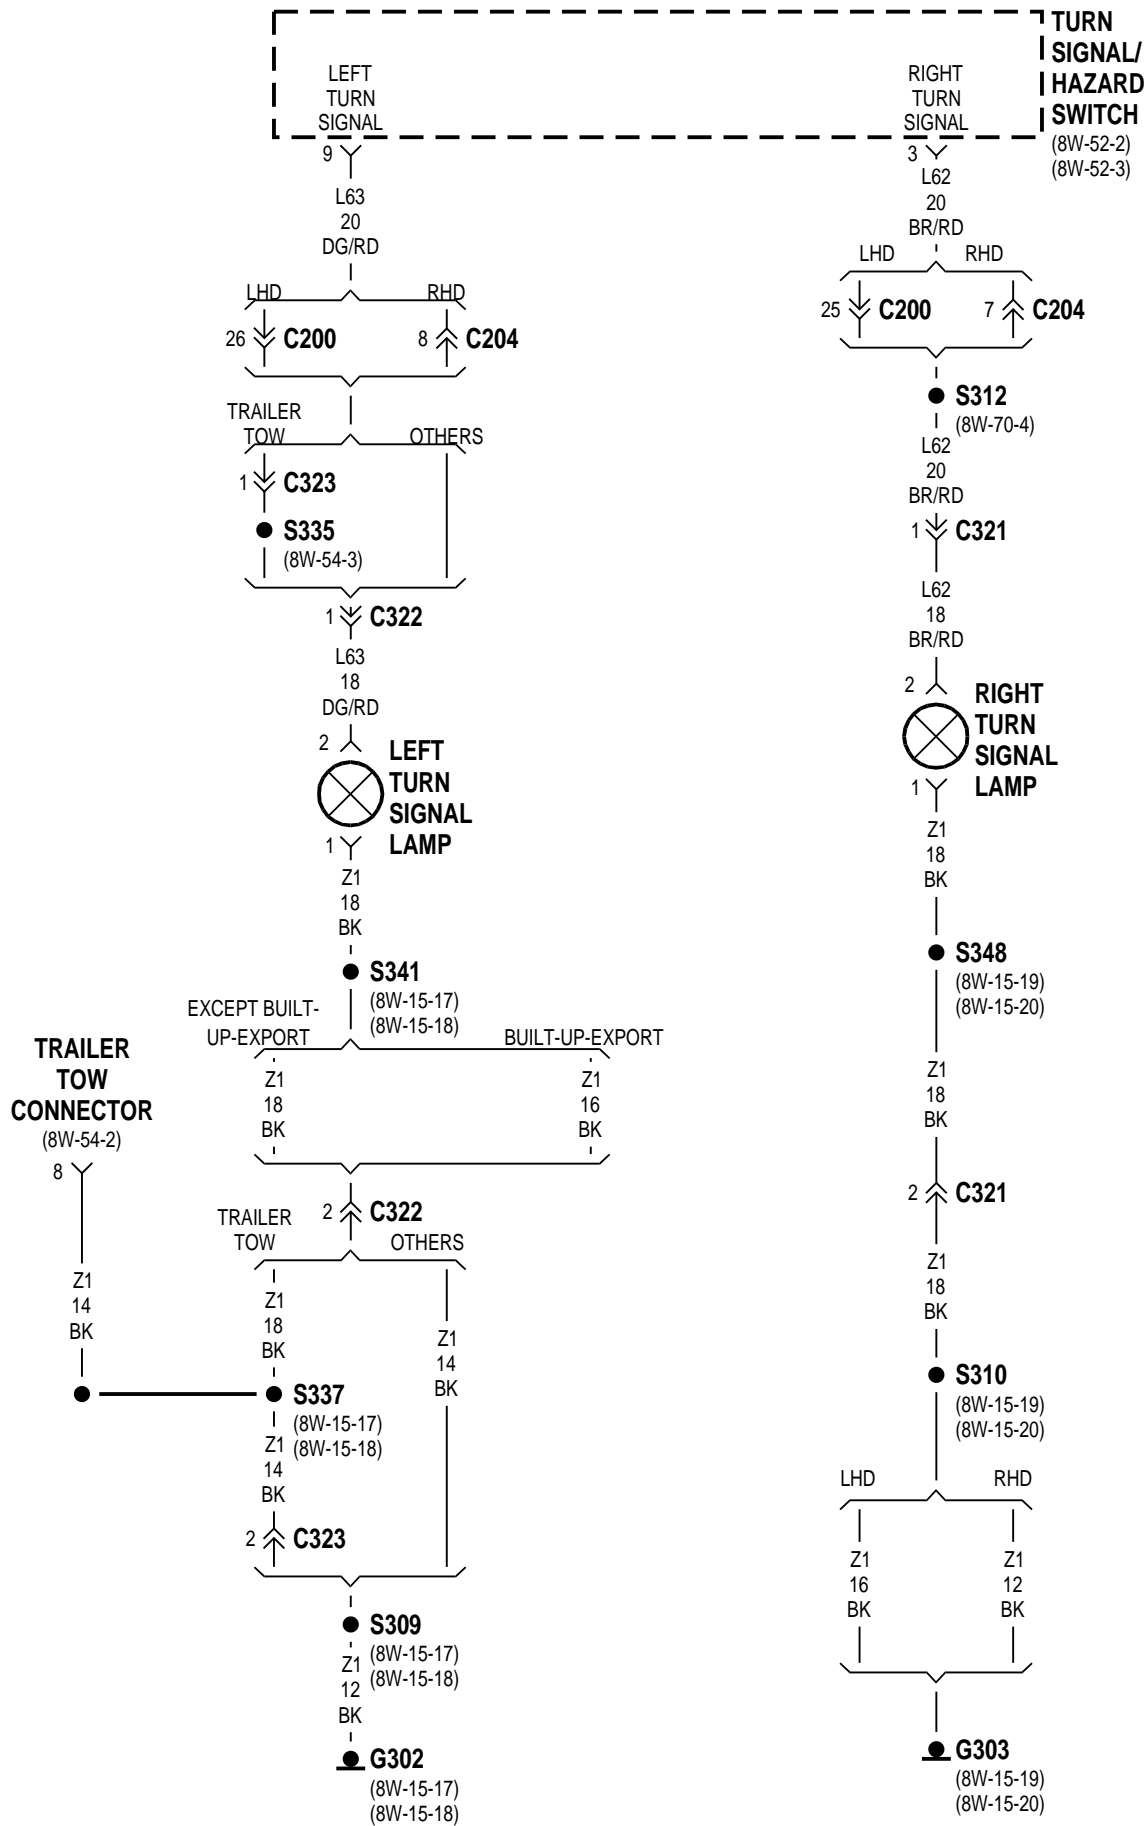 TURN
SIGNAL/
HAZARD
SWITCH
(8W-52-2)
(8W-52-3)
LEFT
TURN
SIGNAL
9
L63
20
DG/RD
LHD
RHD
26
C200
8
C204
TRAILER
TOW
OTHERS
1
C323
S335
(8W-54-3)
1
C322
L63
18
DG/RD
2
LEFT
TURN
SIGNAL
LAMP
1
Z1
18
BK
S341
(8W-15-17)
(8W-15-18)
EXCEPT BUILT-
UP-EXPORT
BUILT-UP-EXPORT
Z1
18
BK
Z1
16
BK
2
C322
TRAILER
TOW
OTHERS
TRAILER
TOW
CONNECTOR
(8W-54-2)
8
Z1
14
BK
Z1
18
BK
Z1
14
BK
S337
(8W-15-17)
(8W-15-18)
Z1
14
BK
2
C323
S309
(8W-15-17)
(8W-15-18)
Z1
12
BK
G302
(8W-15-17)
(8W-15-18)
RIGHT
TURN
SIGNAL
3
L62
20
BR/RD
LHD
RHD
25
C200
7
C204
S312
(8W-70-4)
L62
20
BR/RD
1
C321
L62
18
BR/RD
2
RIGHT
TURN
SIGNAL
LAMP
1
Z1
18
BK
S348
(8W-15-19)
(8W-15-20)
Z1
18
BK
2
C321
Z1
18
BK
S310
(8W-15-19)
(8W-15-20)
LHD
RHD
Z1
16
BK
Z1
12
BK
G303
(8W-15-19)
(8W-15-20)